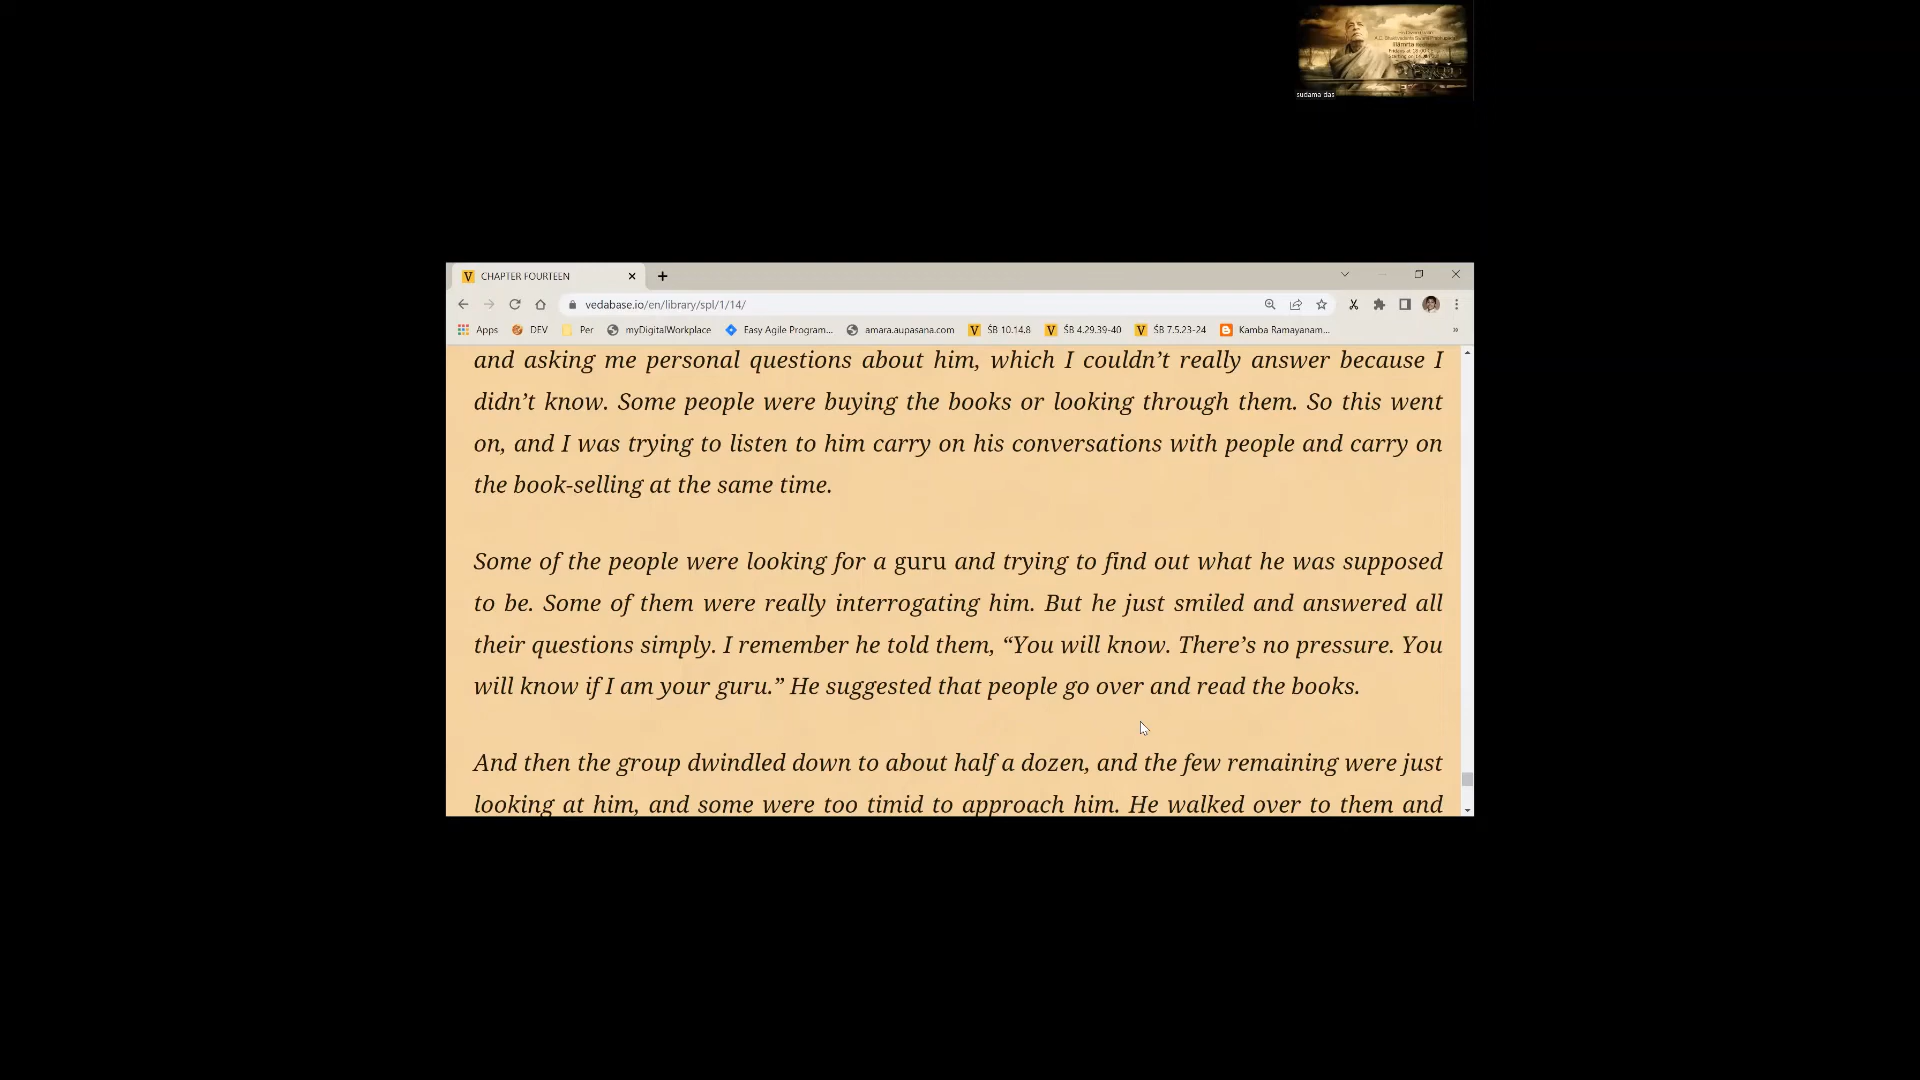 A.C. Bhaktivedanta Swami Prabhupada
lilamrta
Fridays at
sudama das
CHAPTER FOURTEEN
vedabase.io/en/library/spl/1/14/
Apps DEV Per myDigitalWorkplace Easy Agile Program... amara.aupasana.com ŚB 10.14.8 ŚB 4.29.39-40 ŚB 7.5.23-24 Kamba Ramayanam... »
and asking me personal questions about him, which I couldn’t really answer because I
didn’t know. Some people were buying the books or looking through them. So this went
on, and I was trying to listen to him carry on his conversations with people and carry on
the book-selling at the same time.
Some of the people were looking for a guru and trying to find out what he was supposed
to be. Some of them were really interrogating him. But he just smiled and answered all
their questions simply. I remember he told them, “You will know. There’s no pressure. You
will know if I am your guru.” He suggested that people go over and read the books.
And then the group dwindled down to about half a dozen, and the few remaining were just
looking at him, and some were too timid to approach him. He walked over to them and